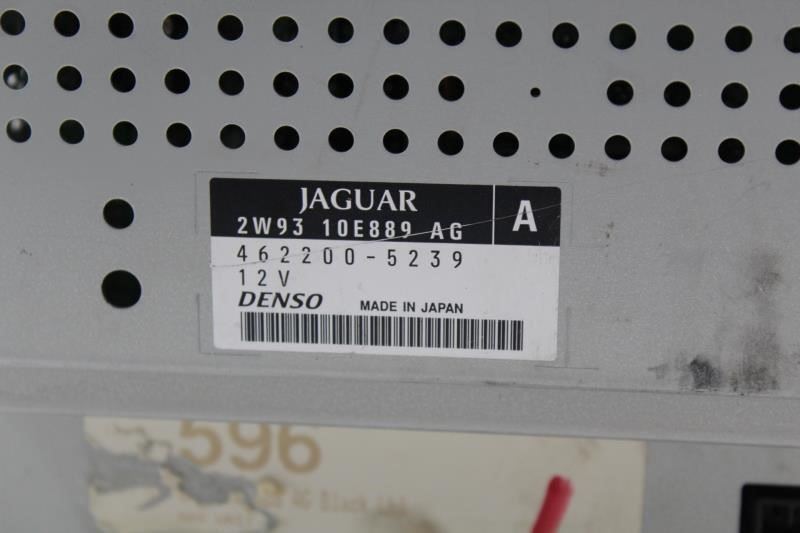 JAGUAR
2W93 10E889 AG
A
462200-5239
12V
DENSO MADE IN JAPAN
596